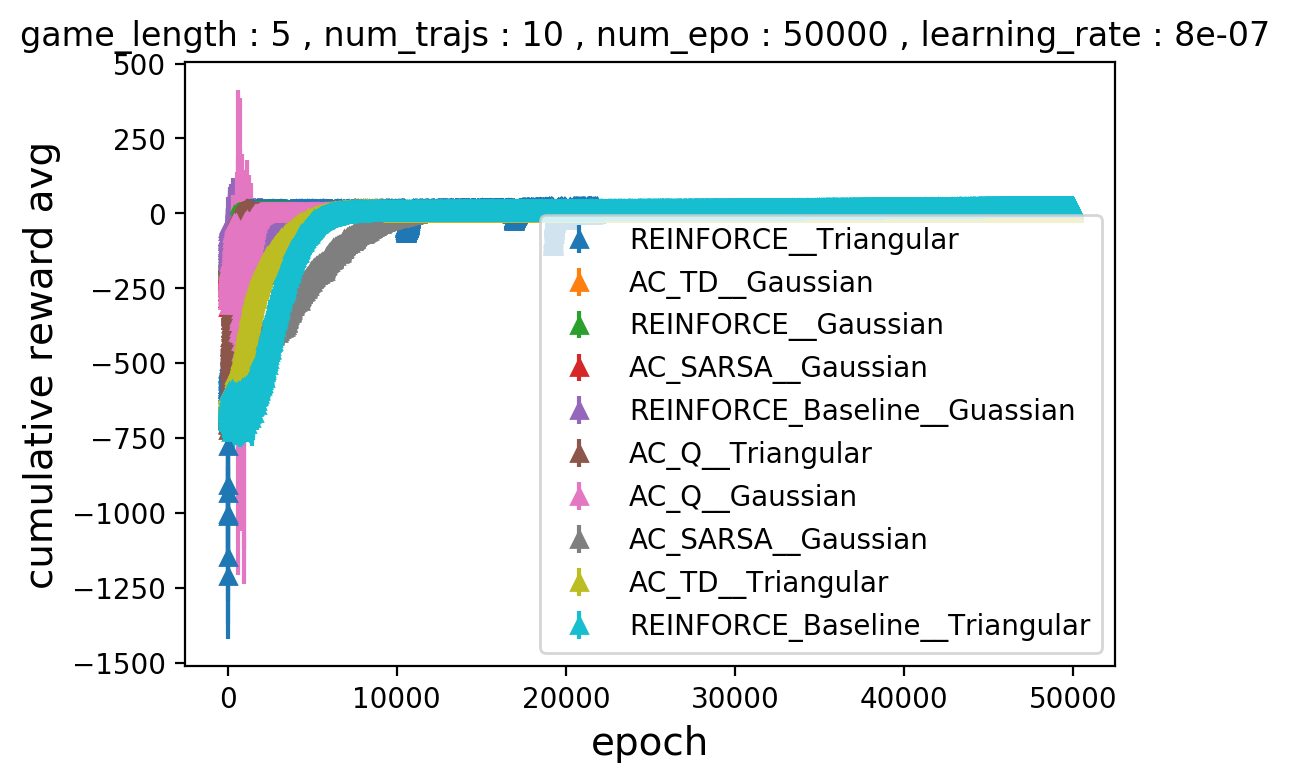 game_length : 5 , num_trajs : 10 , num_epo : 50000 , learning_rate : 8e-07
500
250
0
−250
−500
−750
−1000
−1250
−1500
cumulative reward avg
REINFORCE__Triangular
AC_TD__Gaussian
REINFORCE__Gaussian
AC_SARSA__Gaussian
REINFORCE_Baseline__Guassian
AC_Q__Triangular
AC_Q__Gaussian
AC_SARSA__Gaussian
AC_TD__Triangular
REINFORCE_Baseline__Triangular
0 10000 20000 30000 40000 50000
epoch